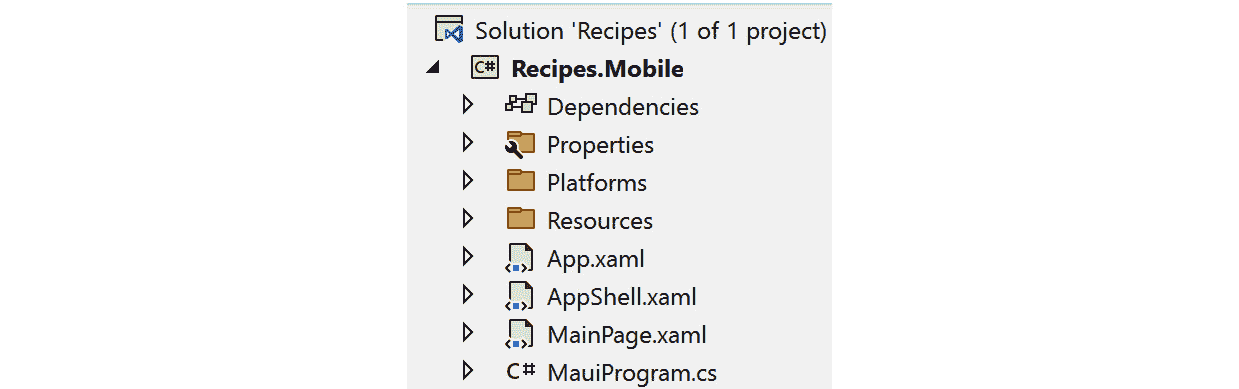 Solution 'Recipes' (1 of 1 project)
C# Recipes.Mobile
Dependencies
Properties
Platforms
Resources
App.xaml
AppShell.xaml
MainPage.xaml
C# MauiProgram.cs